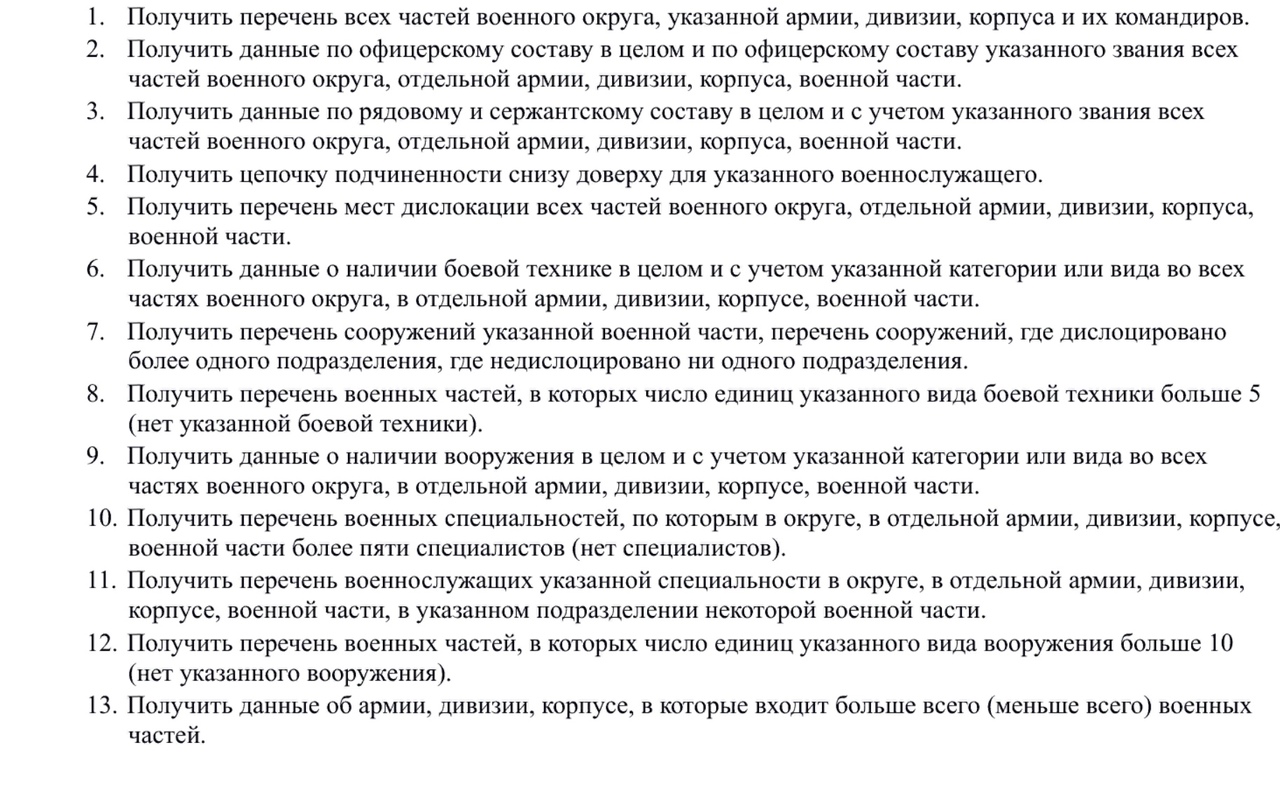 1. Получить перечень всех частей военного округа, указанной армии, дивизии, корпуса и их командиров.
2. Получить данные по офицерскому составу в целом и по офицерскому составу указанного звания всех
частей военного округа, отдельной армии, дивизии, корпуса, военной части.
3. Получить данные по рядовому и сержантскому составу в целом и с учетом указанного звания всех
частей военного округа, отдельной армии, дивизии, корпуса, военной части.
4. Получить цепочку подчиненности снизу доверху для указанного военнослужащего.
5. Получить перечень мест дислокации всех частей военного округа, отдельной армии, дивизии, корпуса,
военной части.
6. Получить данные о наличии боевой технике в целом и с учетом указанной категории или вида во всех
частях военного округа, в отдельной армии, дивизии, корпусе, военной части.
7. Получить перечень сооружений указанной военной части, перечень сооружений, где дислоцировано
более одного подразделения, где недислоцировано ни одного подразделения.
8. Получить перечень военных частей, в которых число единиц указанного вида боевой техники больше 5
(нет указанной боевой техники).
9. Получить данные о наличии вооружения в целом и с учетом указанной категории или вида во всех
частях военного округа, в отдельной армии, дивизии, корпусе, военной части.
10. Получить перечень военных специальностей, по которым в округе, в отдельной армии, дивизии, корпусе,
военной части более пяти специалистов (нет специалистов).
11. Получить перечень военнослужащих указанной специальности в округе, в отдельной армии, дивизии,
корпусе, военной части, в указанном подразделении некоторой военной части.
12. Получить перечень военных частей, в которых число единиц указанного вида вооружения больше 10
(нет указанного вооружения).
13. Получить данные об армии, дивизии, корпусе, в которые входит больше всего (меньше всего) военных
частей.